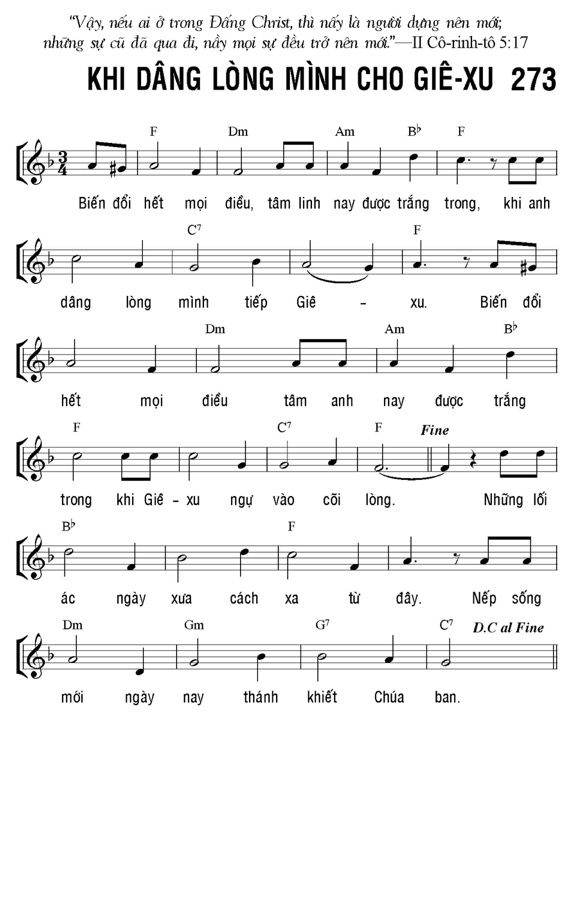 “Vậy, nếu ai ở trong Đấng Christ, thì nấy là người dựng nên mới;
những sự cũ đã qua đi, nầy mọi sự đều trở nên mới.”—II Cô-rinh-tô 5:17
KHI DÂNG LÒNG MÌNH CHO GIÊ-XU 273
F Dm Am B♭ F
3
4
Biến đổi hết mọi điều, tâm linh nay được trắng trong, khi anh
C7 F
dâng lòng mình tiếp Giê - xu. Biến đổi
Dm Am B♭
hết mọi điều tâm anh nay được trắng
F C7 F Fine
trong khi Giê-xu ngự vào cõi lòng. Những lối
B♭ F
ác ngày xưa cách xa từ đây. Nếp sống
Dm Gm G7 C7 D.C al Fine
mới ngày nay thánh khiết Chúa ban.